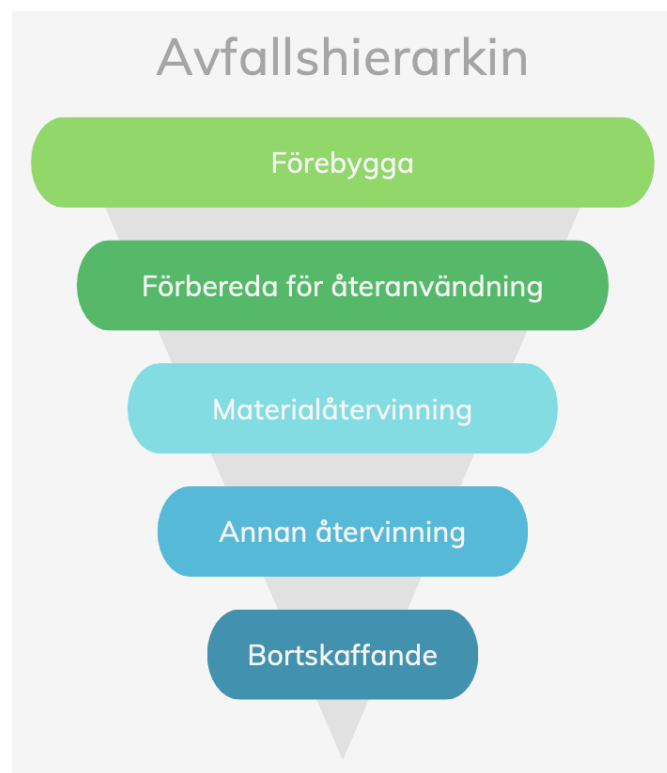 Avfallshierarkin
Förebygga
Förbereda för återanvändning
Materialåtervinning
Annan återvinning
Bortskaffande